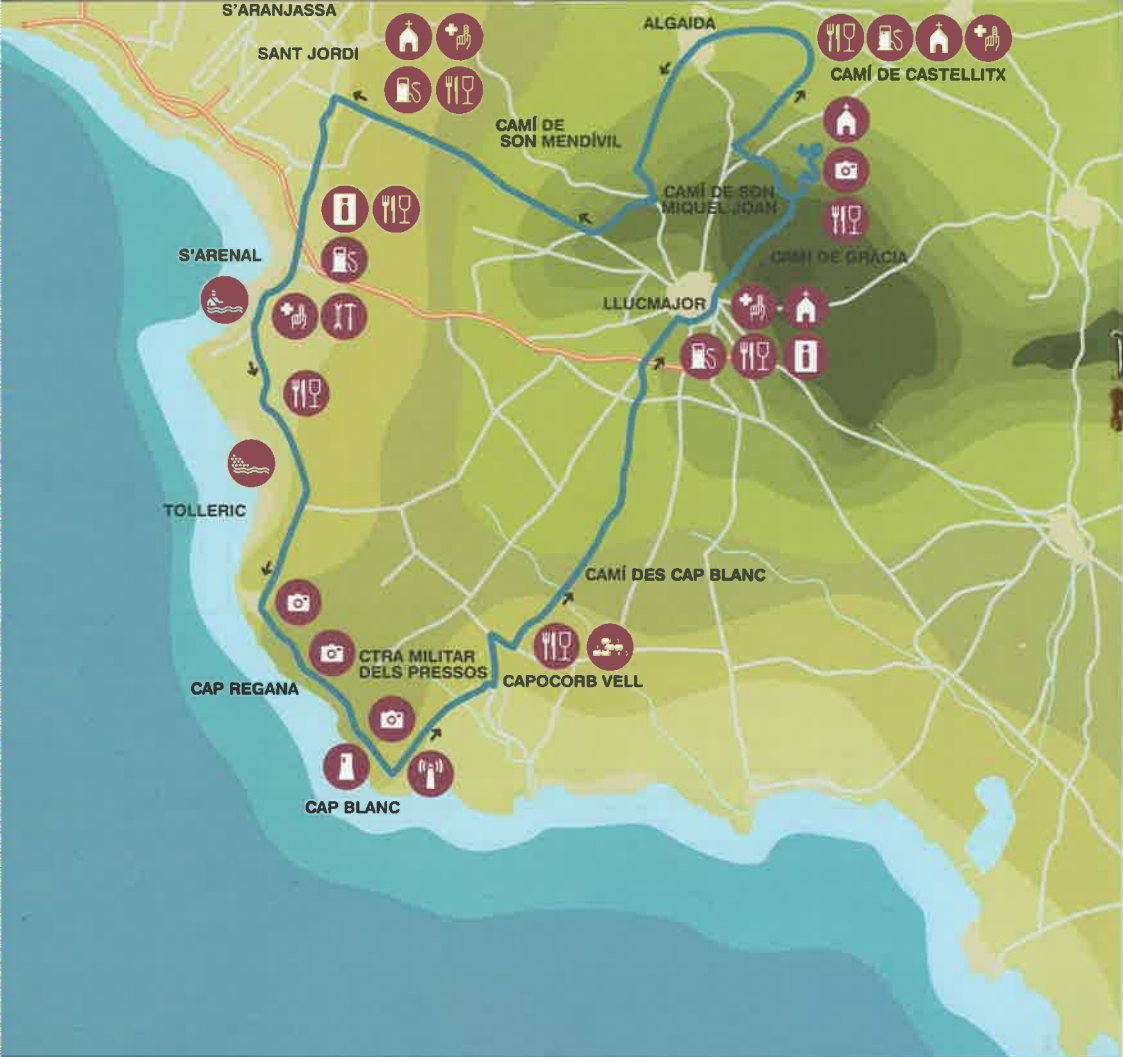 S'ARANJASSA
ALGAIDA
SANT JORDI
CAMÍ DE CASTELLITX
CAMÍ DE
SON MENDÍVIL
CAMÍ DE SON
MIQUEL JOAN
S'ARENAL
CAMÍ DE GRÀCIA
LLUCMAJOR
TOLLERIC
CAMÍ DES CAP BLANC
CTRA MILITAR
DELS PRESSOS
CAP REGANA
CAPOCORB VELL
CAP BLANC